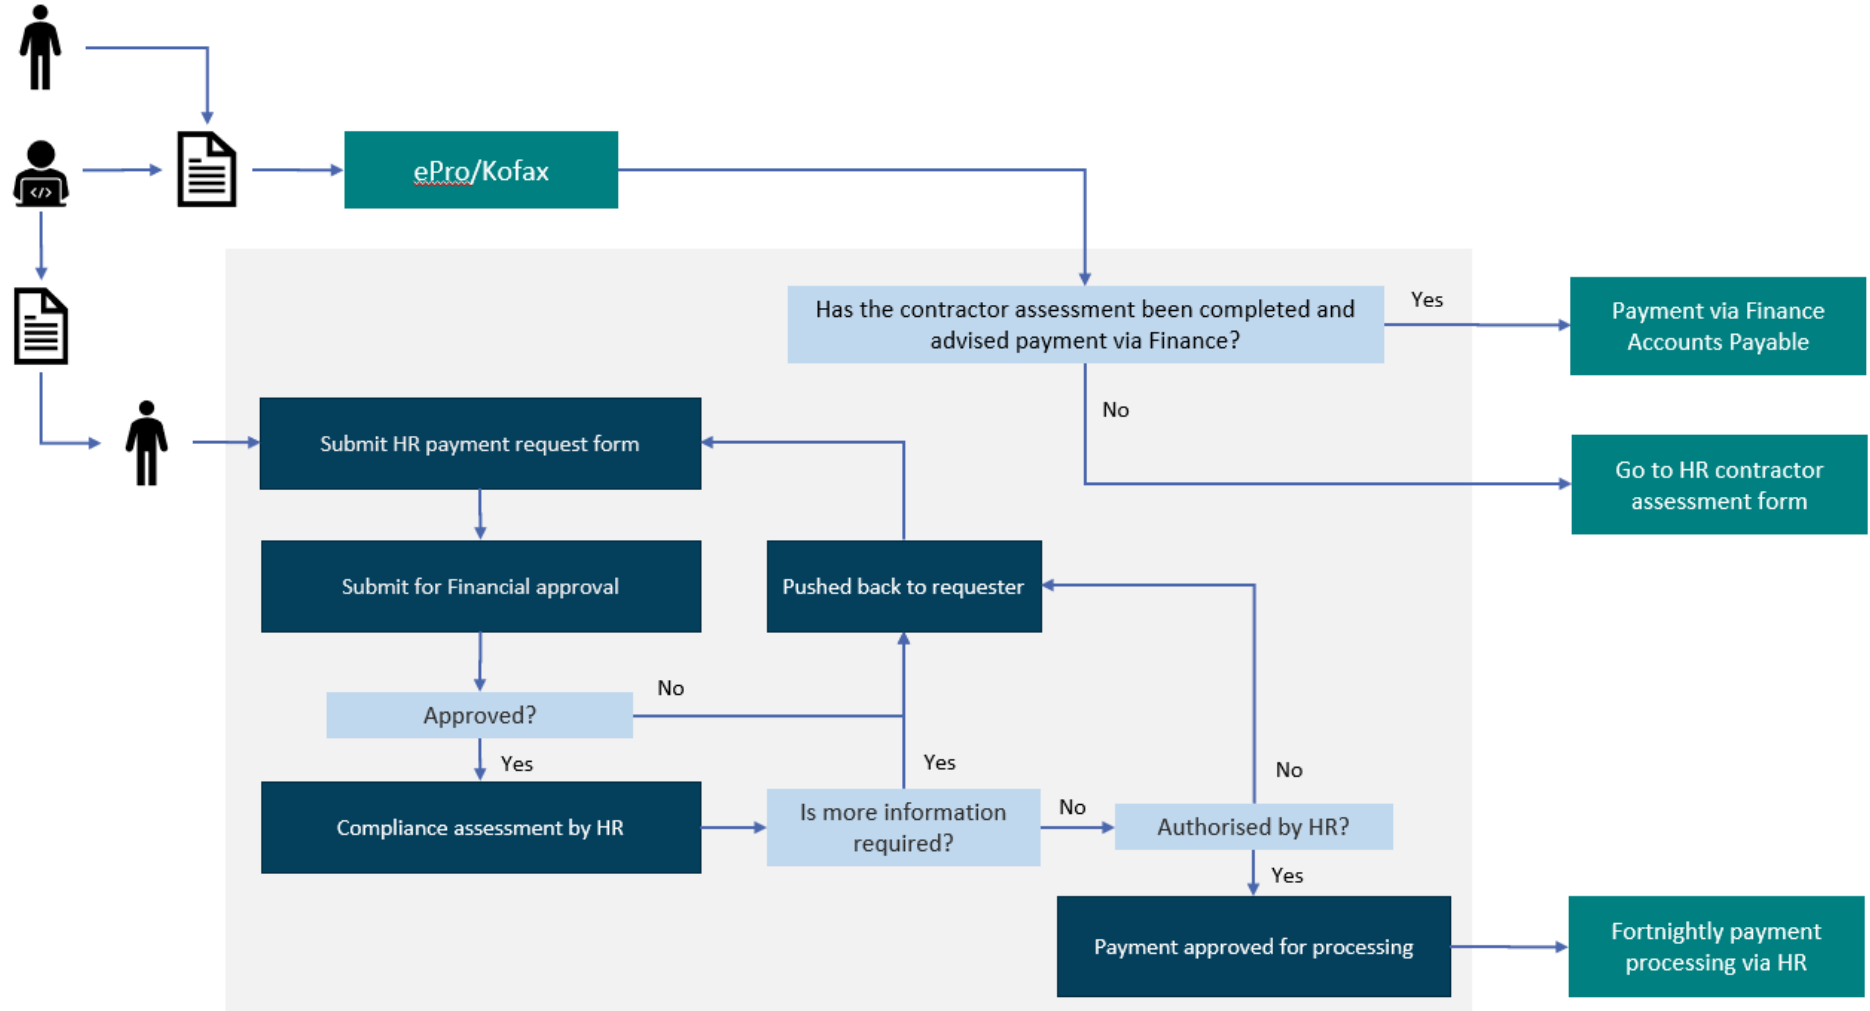 </>
ePro/Kofax
Has the contractor assessment been completed and
advised payment via Finance?
Yes
Payment via Finance
Accounts Payable
No
Go to HR contractor
assessment form
Submit HR payment request form
Submit for Financial approval
Pushed back to requester
Approved?
No
Yes
Yes
No
Compliance assessment by HR
Is more information
required?
No
Authorised by HR?
Yes
Payment approved for processing
Fortnightly payment
processing via HR